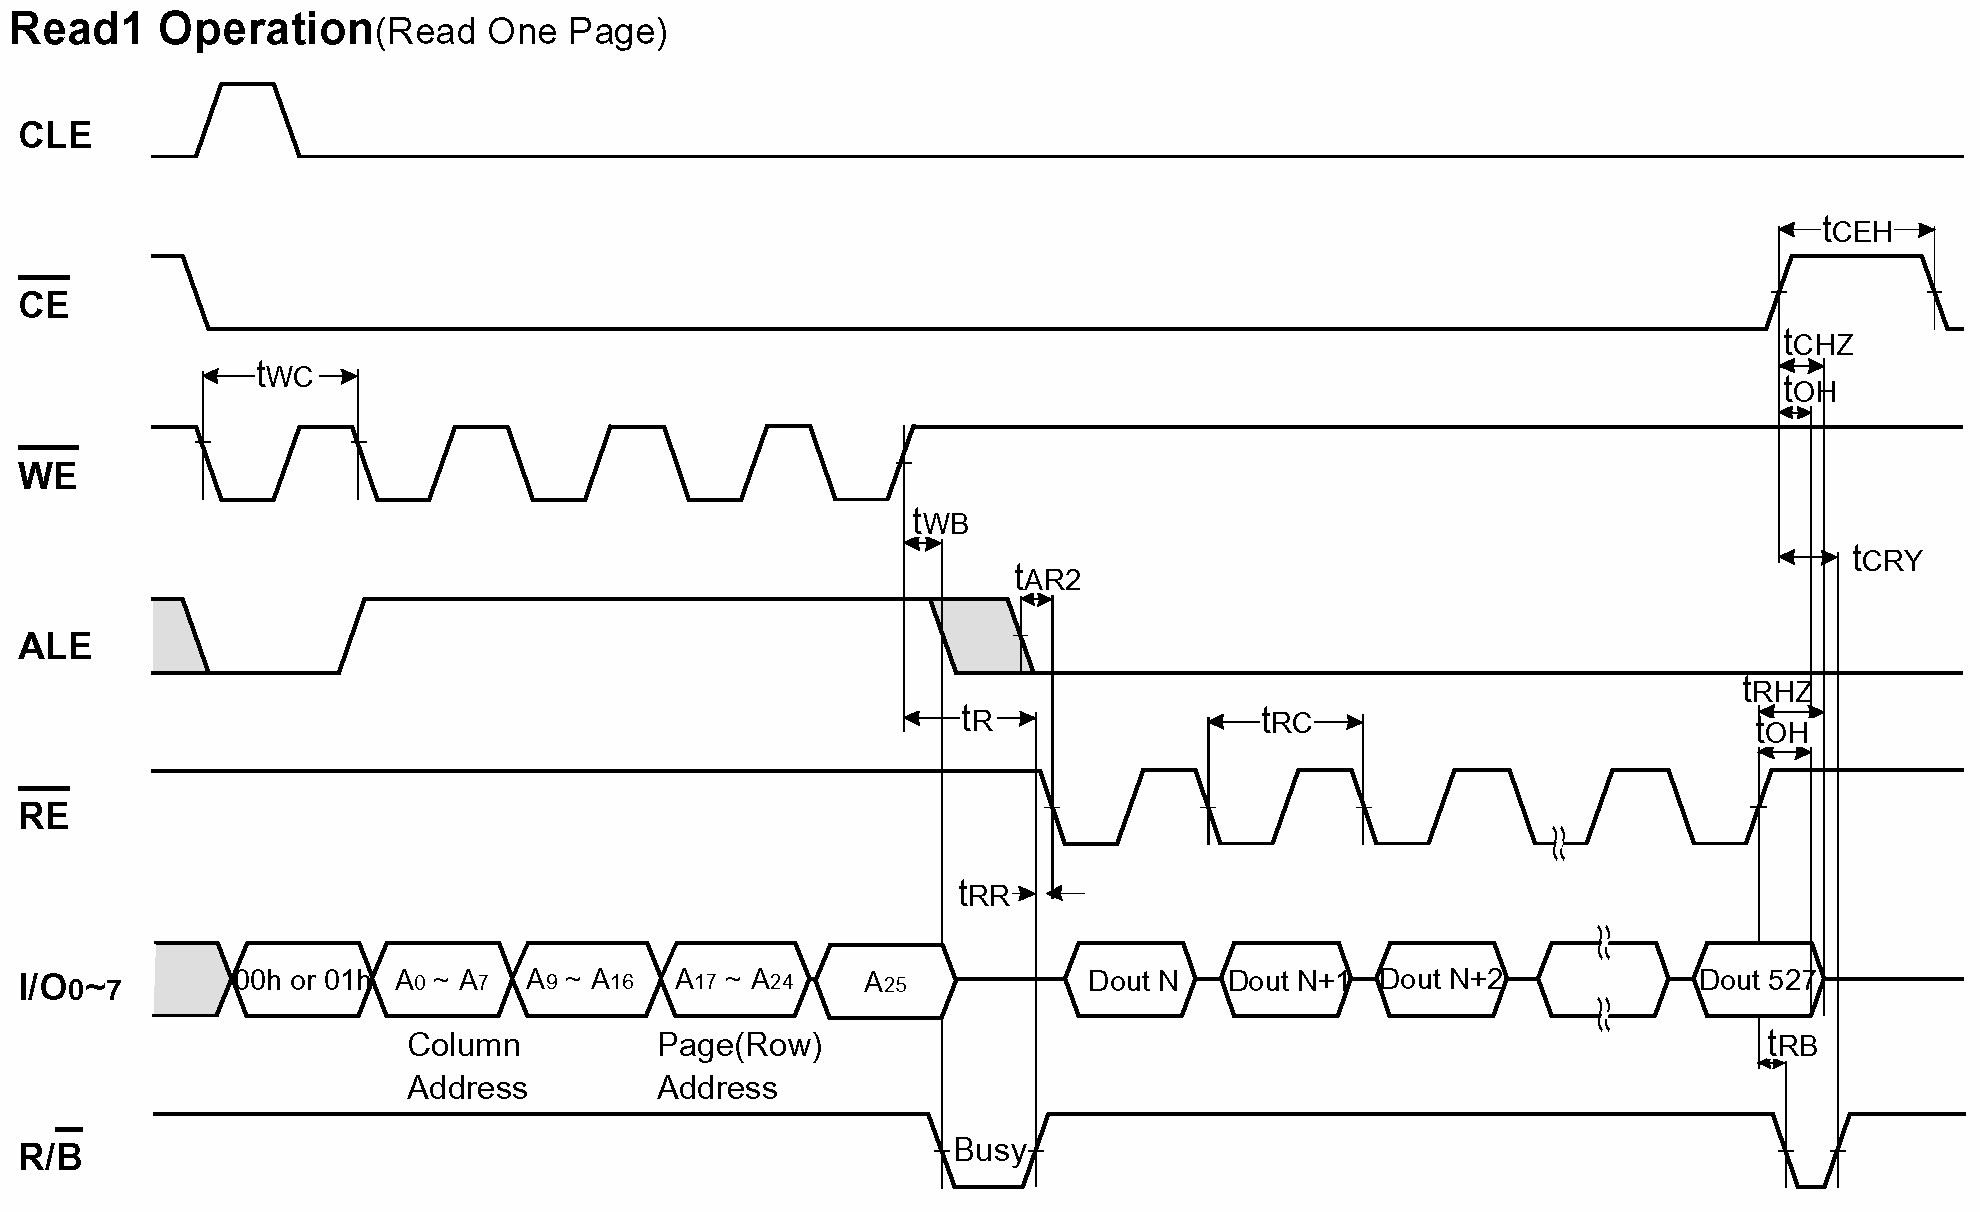 Read1 Operation(Read One Page)
CLE
tCEH
CE
tCHZ
tWC
tOH
WE
tWB
tCRY
tAR2
ALE
tRHZ
tR
tRC
tOH
RE
tRR
I/O0~7
00h or 01h
A0 ~ A7
A9 ~ A16
A17 ~ A24
A25
Dout N
Dout N+1
Dout N+2
Dout 527
Column
Address
Page(Row)
Address
tRB
R/B
Busy